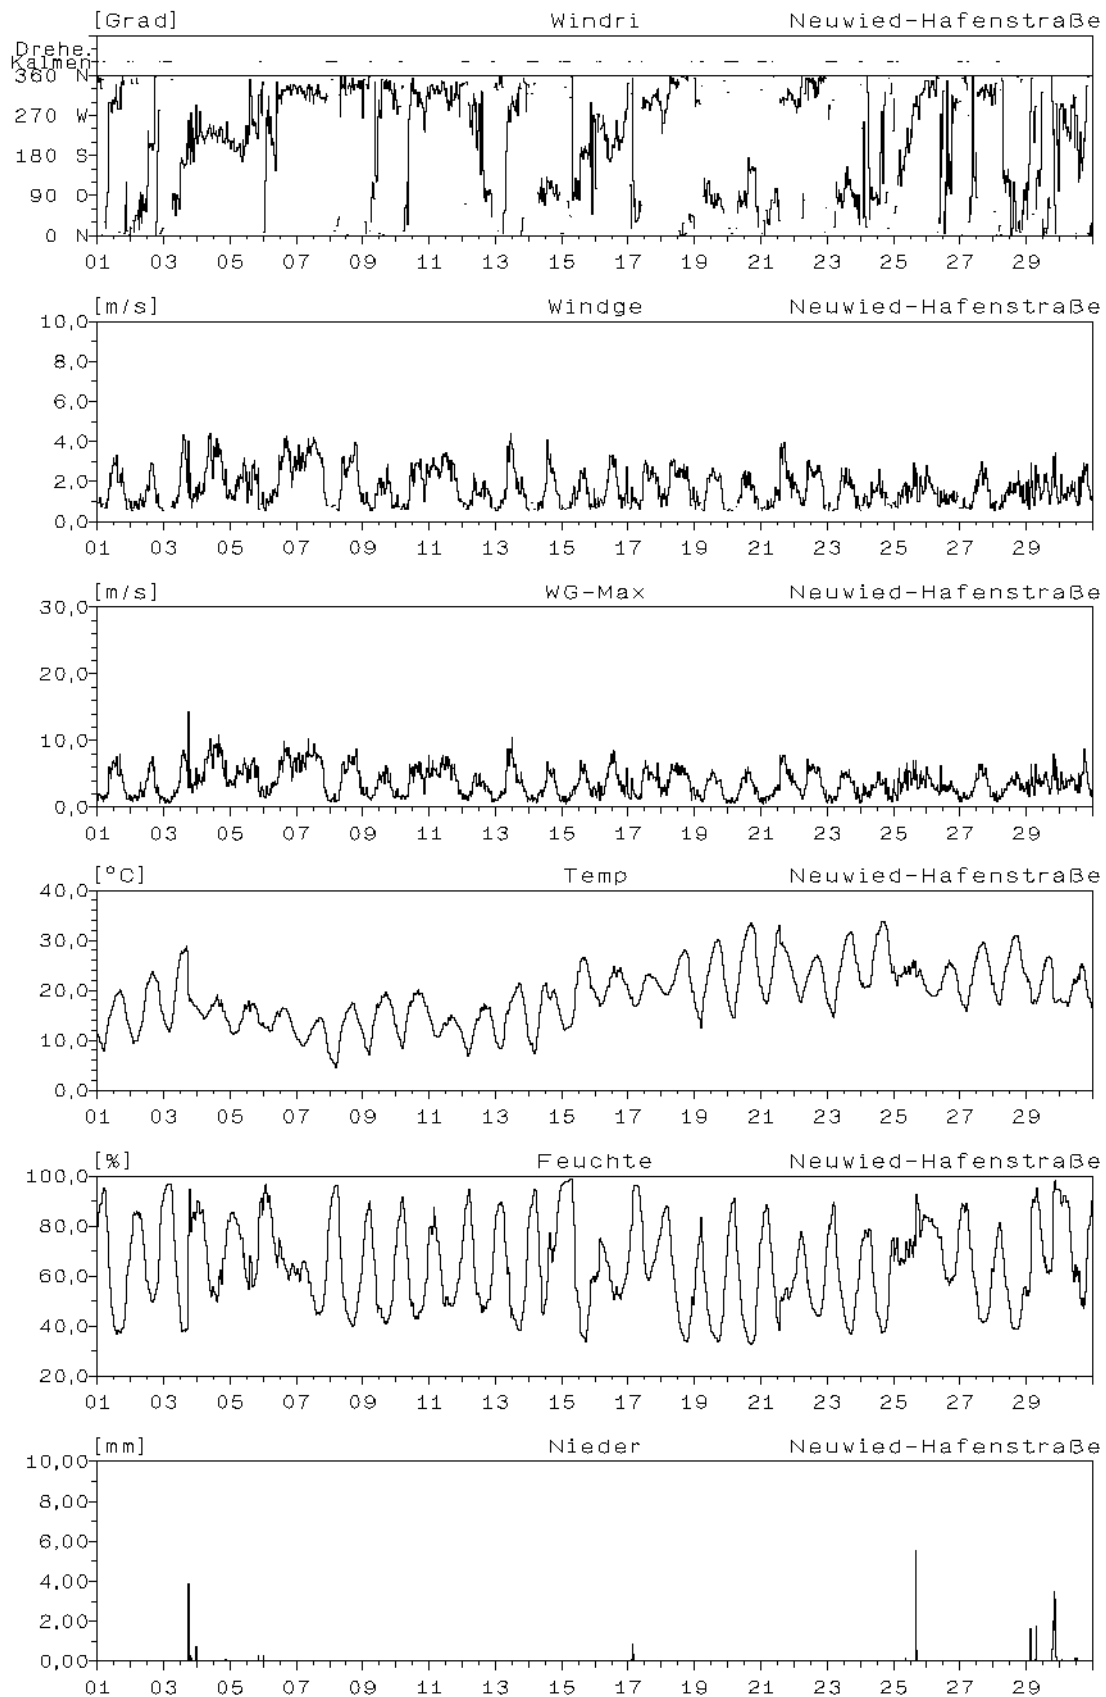 [Grad] Windri Neuwied-Hafenstraße
Drehe.
Kalmen
360 N
270 W
180 S
90 O
0 N
01 03 05 07 09 11 13 15 17 19 21 23 25 27 29
[m/s] Windge Neuwied-Hafenstraße
10,0
8,0
6,0
4,0
2,0
0,0
01 03 05 07 09 11 13 15 17 19 21 23 25 27 29
[m/s] WG-Max Neuwied-Hafenstraße
30,0
20,0
10,0
0,0
01 03 05 07 09 11 13 15 17 19 21 23 25 27 29
[°C] Temp Neuwied-Hafenstraße
40,0
30,0
20,0
10,0
0,0
01 03 05 07 09 11 13 15 17 19 21 23 25 27 29
[%] Feuchte Neuwied-Hafenstraße
100,0
80,0
60,0
40,0
20,0
01 03 05 07 09 11 13 15 17 19 21 23 25 27 29
[mm] Nieder Neuwied-Hafenstraße
10,00
8,00
6,00
4,00
2,00
0,00
01 03 05 07 09 11 13 15 17 19 21 23 25 27 29